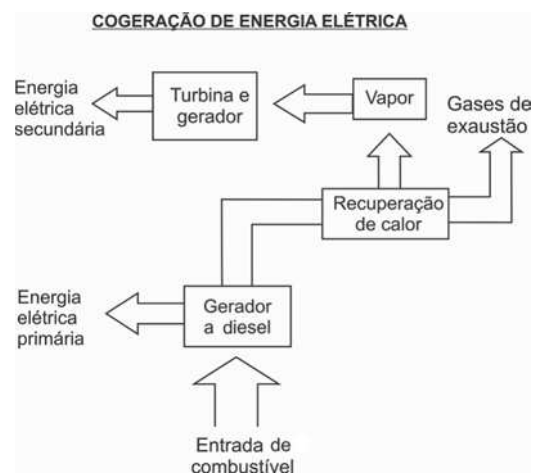 COGERAÇÃO DE ENERGIA ELÉTRICA
Energia
elétrica
secundária
Turbina e
gerador
Vapor
Gases de
exaustão
Recuperação
de calor
Energia
elétrica
primária
Gerador
a diesel
Entrada de
combustível